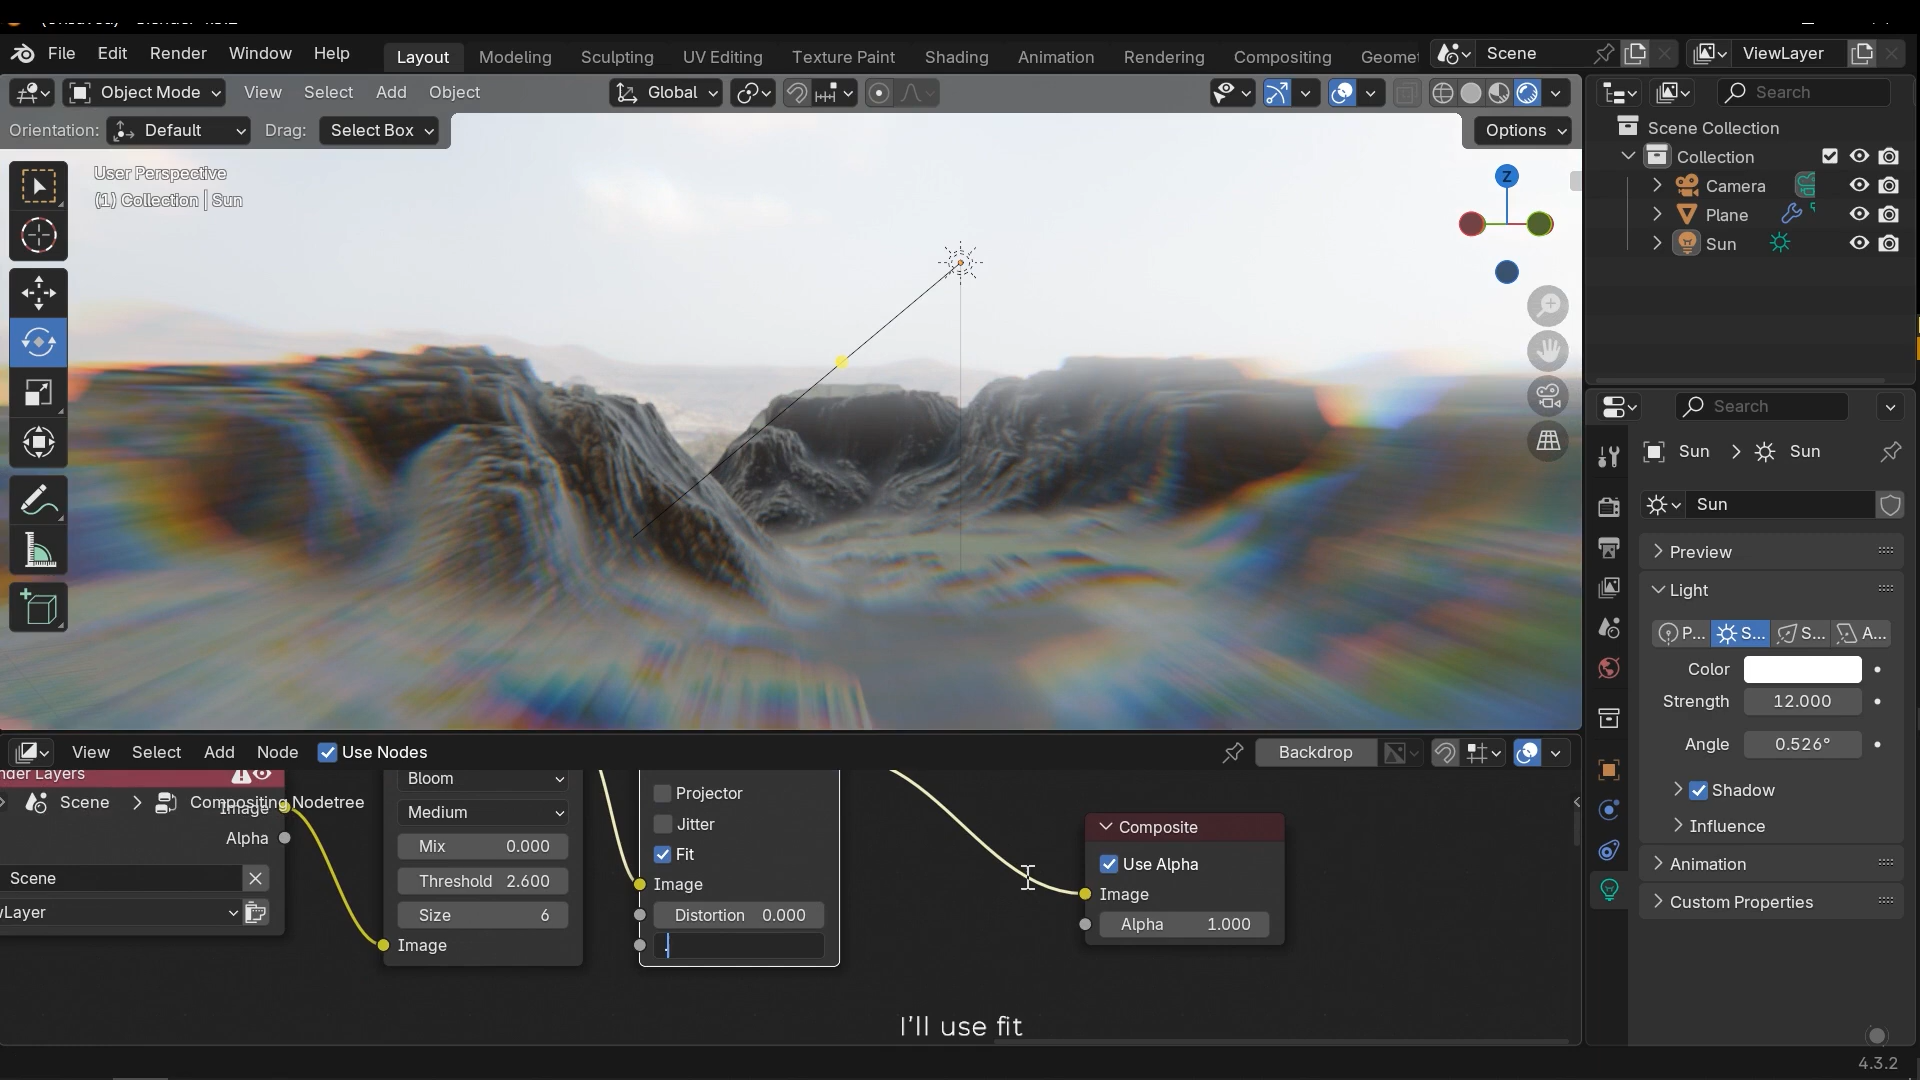 File Edit Render Window Help Layout Modeling Sculpting UV Editing Texture Paint Shading Animation Rendering Compositing Geomet Scene ViewLayer
Object Mode View Select Add Object Global Search
Orientation: Default Drag: Select Box Options
User Perspective
(1) Collection | Sun
Z
Scene Collection
Collection
Camera
Plane
Sun
Search
Sun > Sun
Sun
Preview
Light
P... S... S... A...
Color
Strength 12.000
Angle 0.526°
Shadow
Influence
Animation
Custom Properties
View Select Add Node Use Nodes Backdrop
nder Layers
Scene > Compositing Nodetree
Image
Alpha
Scene
vLayer
Bloom
Medium
Mix 0.000
Threshold 2.600
Size 6
Image
Projector
Jitter
Fit
Image
Distortion 0.000
.
Composite
Use Alpha
Image
Alpha 1.000
I'll use fit
4.3.2